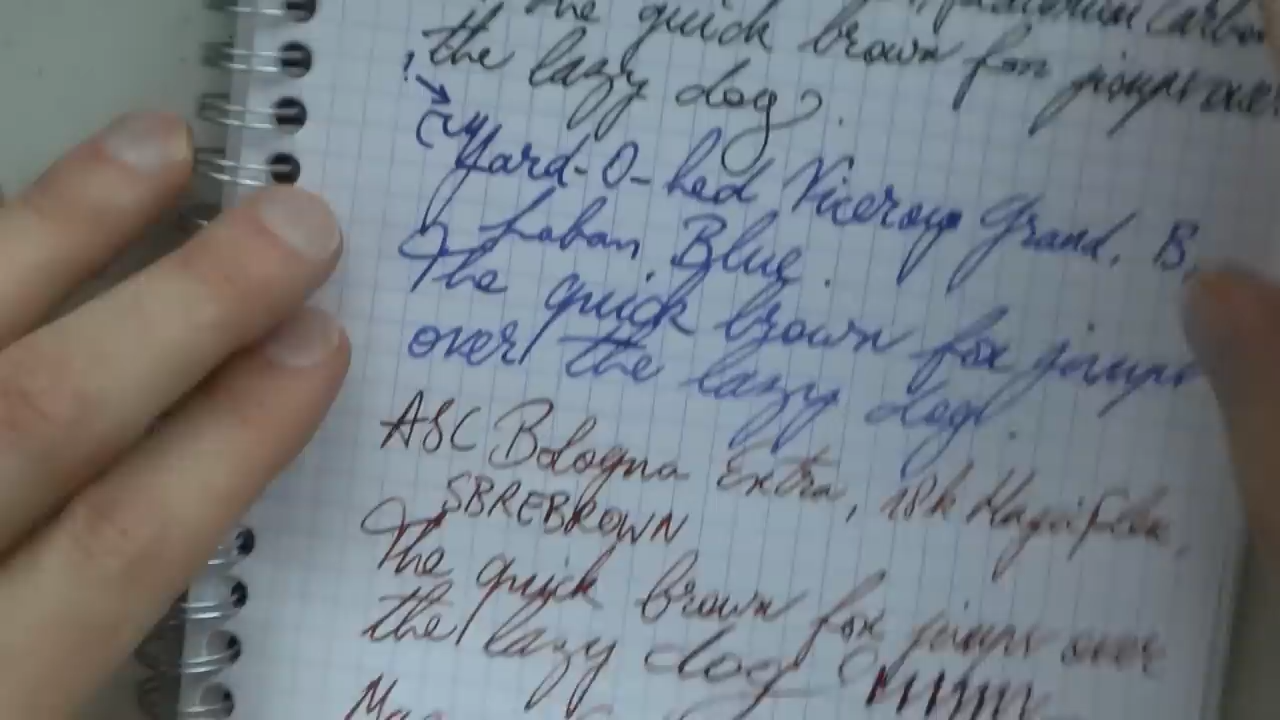 the quick brown fox jumps over
the lazy dog.
Yard-O-Led Viceroy Grand, B,
Laban Blue.
The quick brown fox jumps
over the lazy dog.
ASC Bologna Extra, 18k Magiflex,
SBREBROWN
The quick brown fox jumps over
the lazy dog